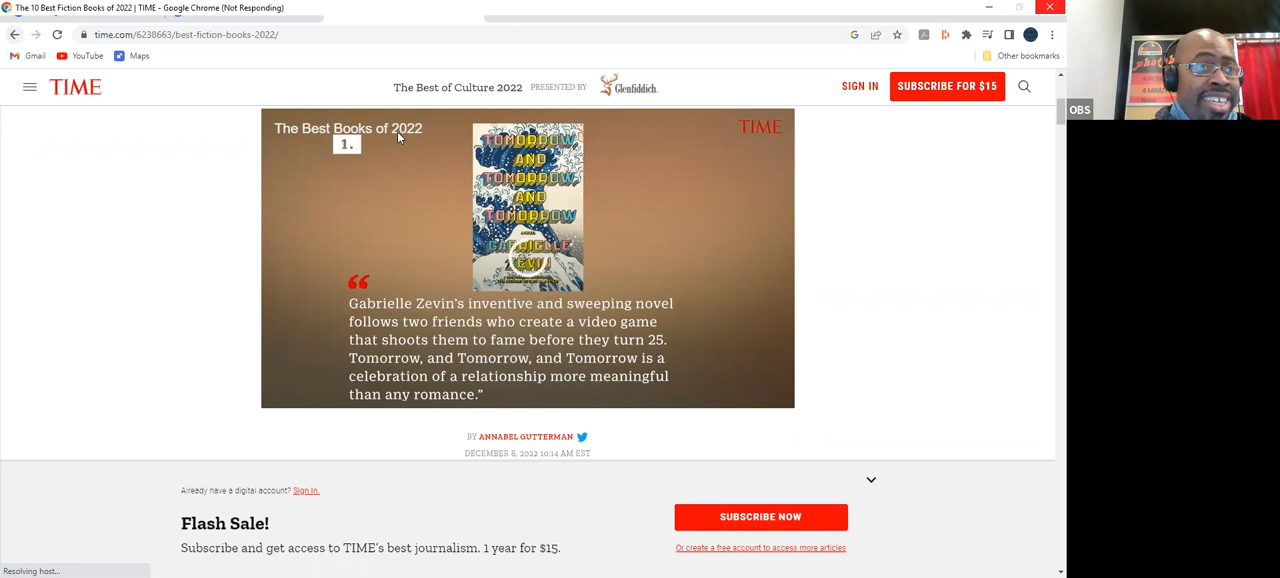 The 10 Best Fiction Books of 2022 | TIME - Google Chrome (Not Responding)
time.com/6238663/best-fiction-books-2022/
Gmail YouTube Maps Other bookmarks
TIME The Best of Culture 2022 PRESENTED BY Glenfiddich. SIGN IN SUBSCRIBE FOR $15
OBS
The Best Books of 2022
TIME
1.
TOMORROW
AND
TOMORROW
AND
TOMORROW
GABRIELLE
ZEVIN
“
Gabrielle Zevin's inventive and sweeping novel
follows two friends who create a video game
that shoots them to fame before they turn 25.
Tomorrow, and Tomorrow, and Tomorrow is a
celebration of a relationship more meaningful
than any romance.”
BY ANNABEL GUTTERMAN
DECEMBER 8, 2022 10:14 AM EST
Already have a digital account? Sign In.
Flash Sale!
Subscribe and get access to TIME's best journalism. 1 year for $15.
SUBSCRIBE NOW
Or create a free account to access more articles
Resolving host...